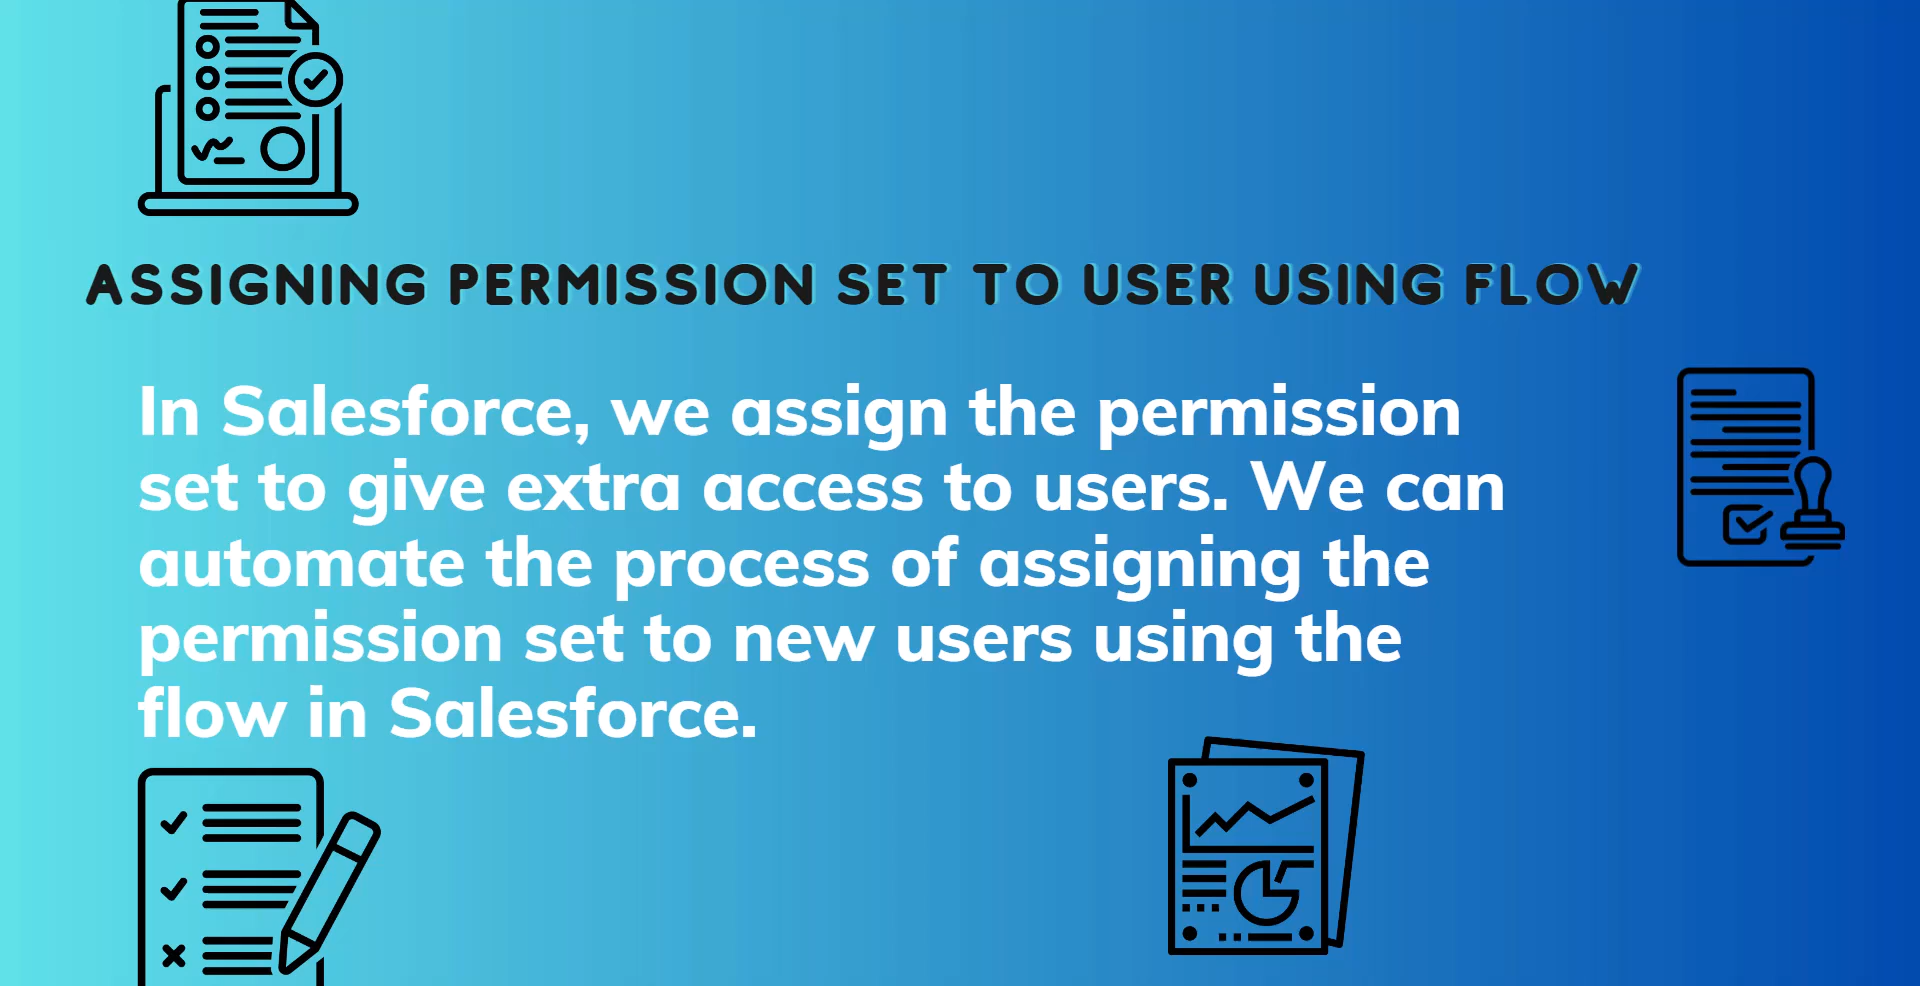 ASSIGNING PERMISSION SET TO USER USING FLOW
In Salesforce, we assign the permission
set to give extra access to users. We can
automate the process of assigning the
permission set to new users using the
flow in Salesforce.